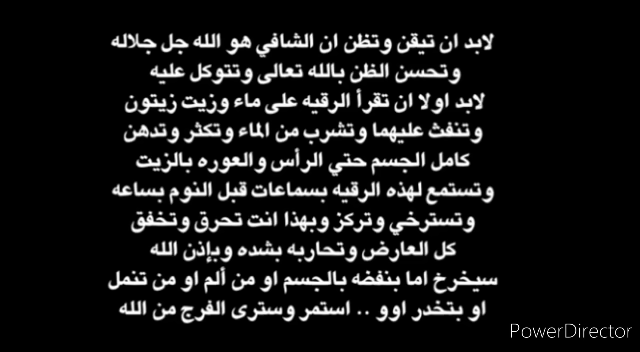 لابد ان تيقن وتظن ان الشافي هو الله جل جلاله
وتحسن الظن بالله تعالى وتتوكل عليه
لابد اولا ان تقرأ الرقيه على ماء وزيت زيتون
وتنفث عليهما وتشرب من الماء وتكثر وتدهن
كامل الجسم حتي الرأس والعوره بالزيت
وتستمع لهذه الرقيه بسماعات قبل النوم بساعه
وتسترخي وتركز وبهذا انت تحرق وتخفق
كل العارض وتحاربه بشده وبإذن الله
سيخرخ اما بنفضه بالجسم او من ألم او من تنمل
او بتخدر اوو .. استمر وسترى الفرج من الله
PowerDirector